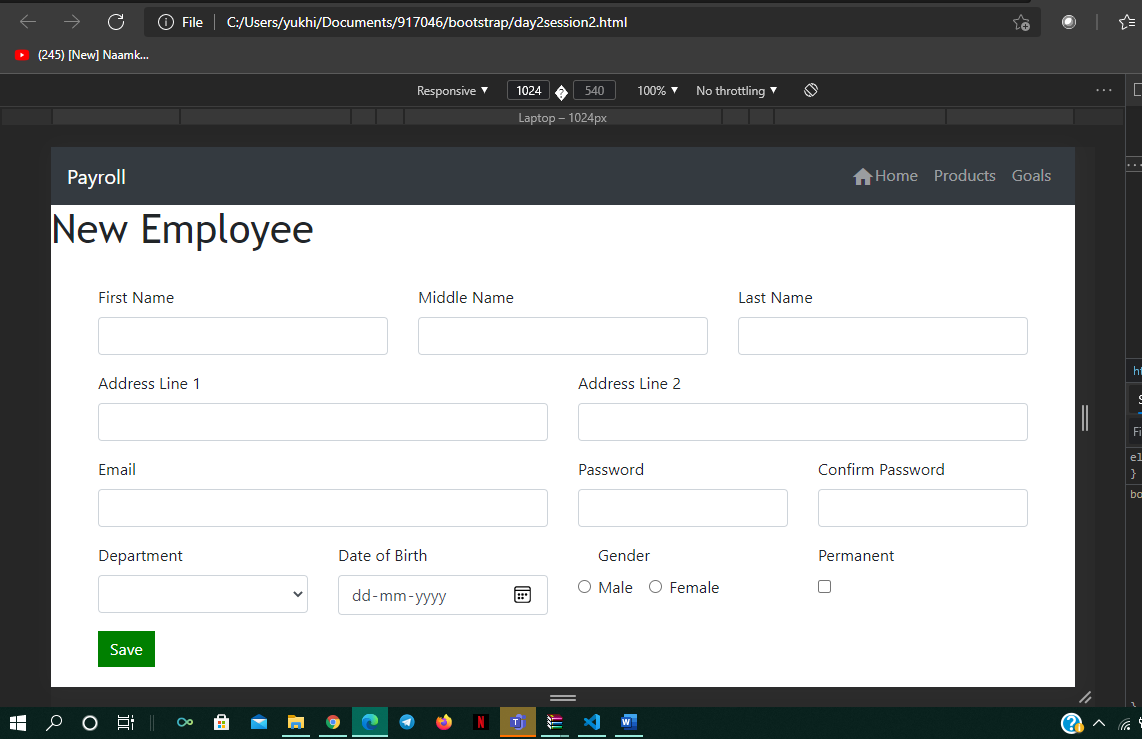 File C:/Users/yukhi/Documents/917046/bootstrap/day2session2.html
(245) [New] Naamk...
Responsive ▼ 1024 540 100% ▼ No throttling ▼
Laptop – 1024px
Payroll Home Products Goals
New Employee
First Name Middle Name Last Name
Address Line 1 Address Line 2
Email Password Confirm Password
Department Date of Birth Gender Permanent
dd-mm-yyyy Male Female
Save